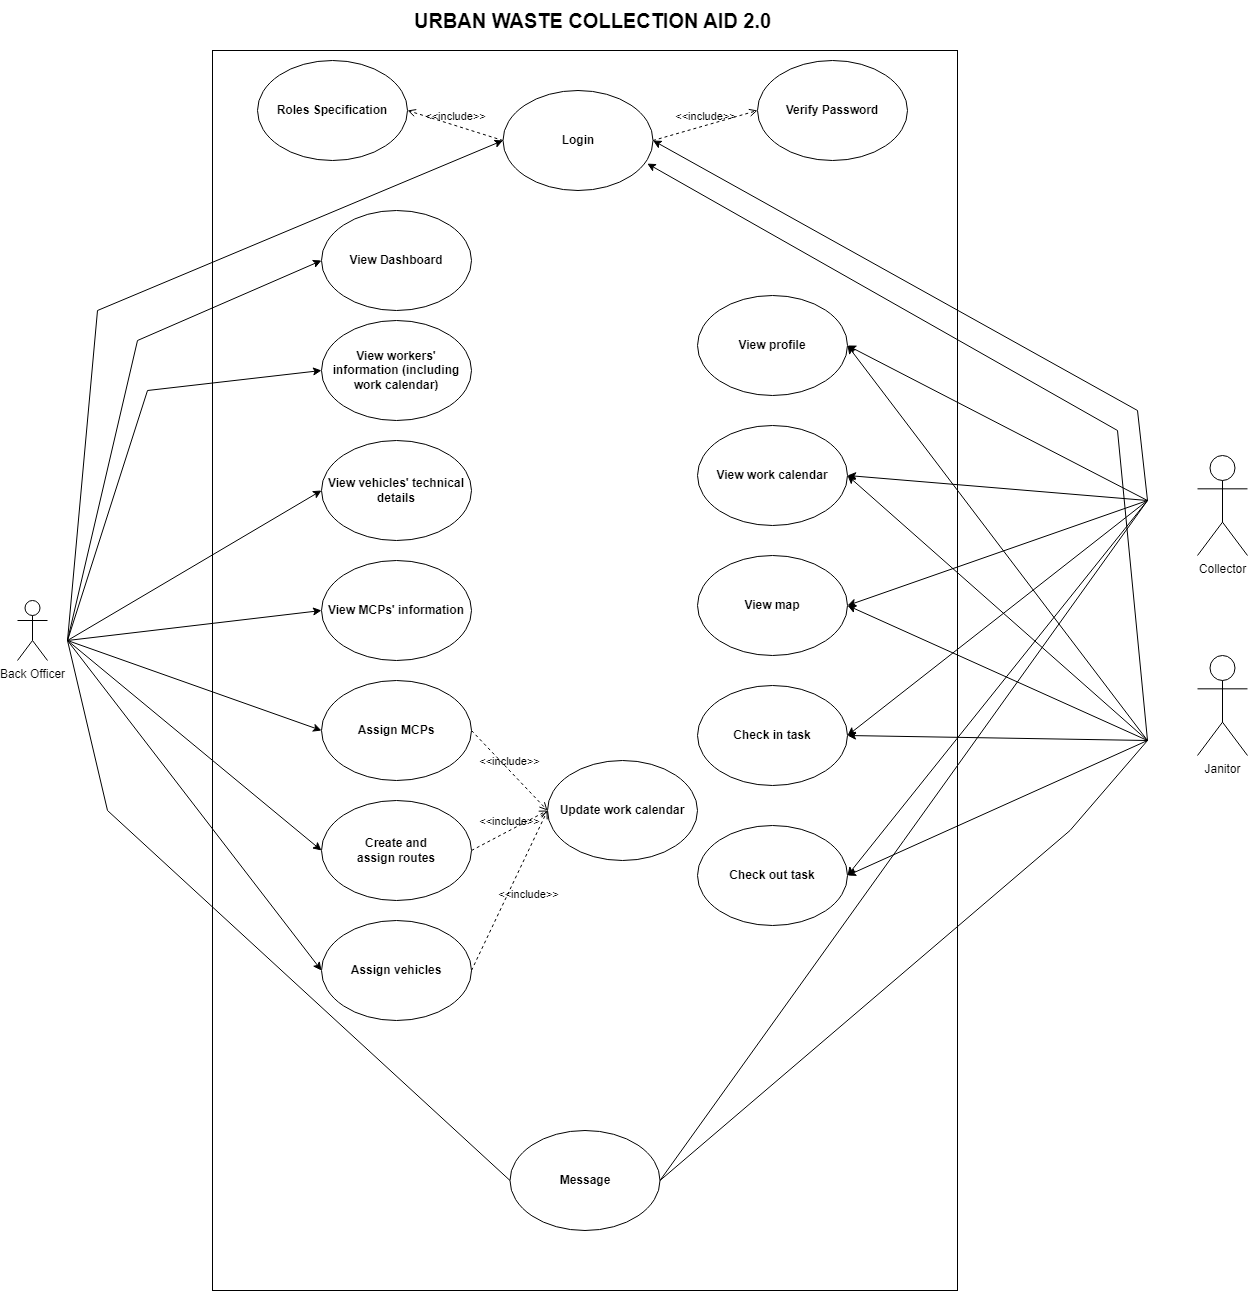 URBAN WASTE COLLECTION AID 2.0
Roles Specification
<<include>>
Login
<<include>>
Verify Password
View Dashboard
View workers'
information (including
work calendar)
View vehicles' technical
details
View MCPs' information
Assign MCPs
Create and
assign routes
Assign vehicles
<<include>>
<<include>>
<<include>>
Update work calendar
View profile
View work calendar
View map
Check in task
Check out task
Message
Back Officer
Collector
Janitor